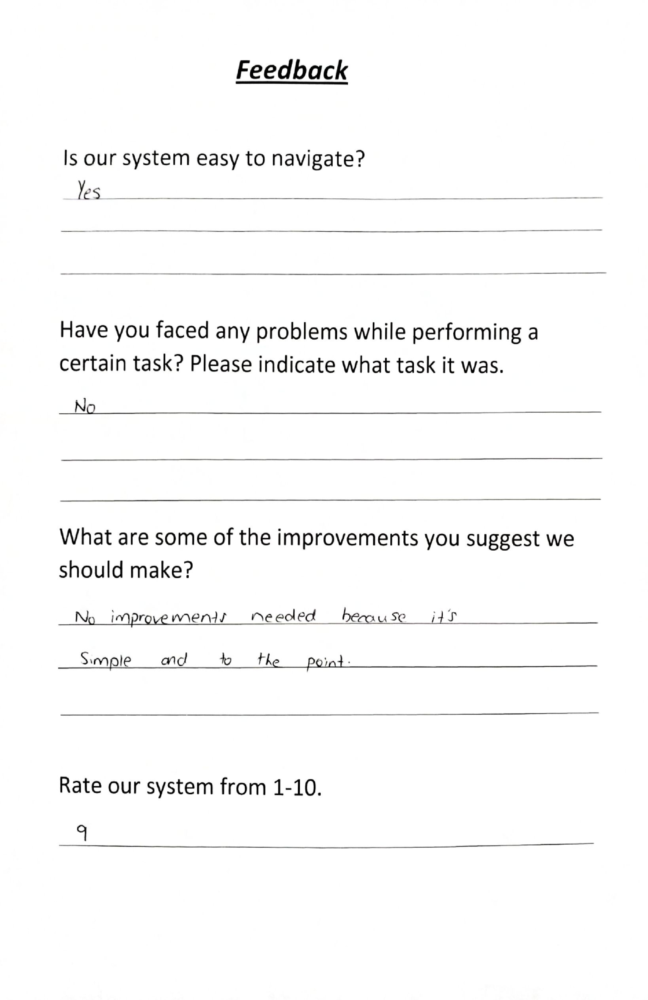 Feedback
Is our system easy to navigate?
Yes
Have you faced any problems while performing a
certain task? Please indicate what task it was.
No
What are some of the improvements you suggest we
should make?
No improvements needed because it's
Simple and to the point.
Rate our system from 1-10.
9